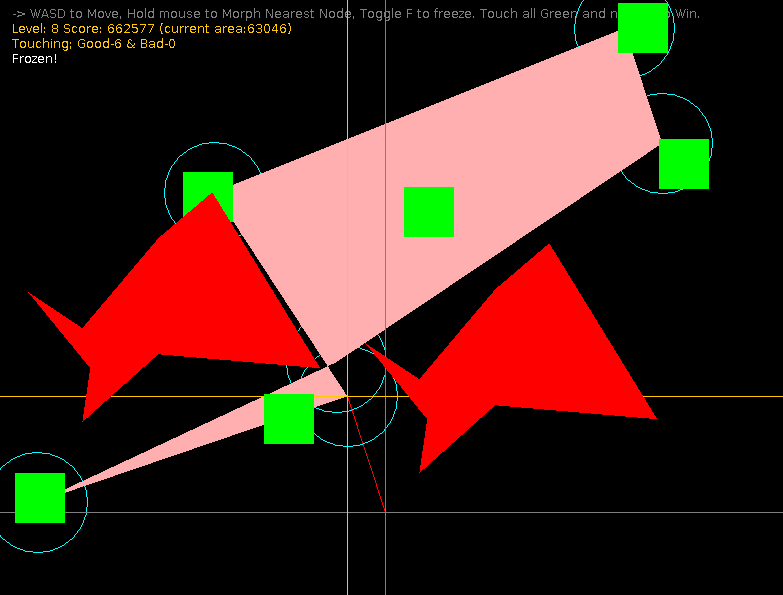 -> WASD to Move, Hold mouse to Morph Nearest Node, Toggle F to freeze. Touch all Green and Win.
Level: 8 Score: 662577 (current area:63046)
Touching; Good-6 & Bad-0
Frozen!